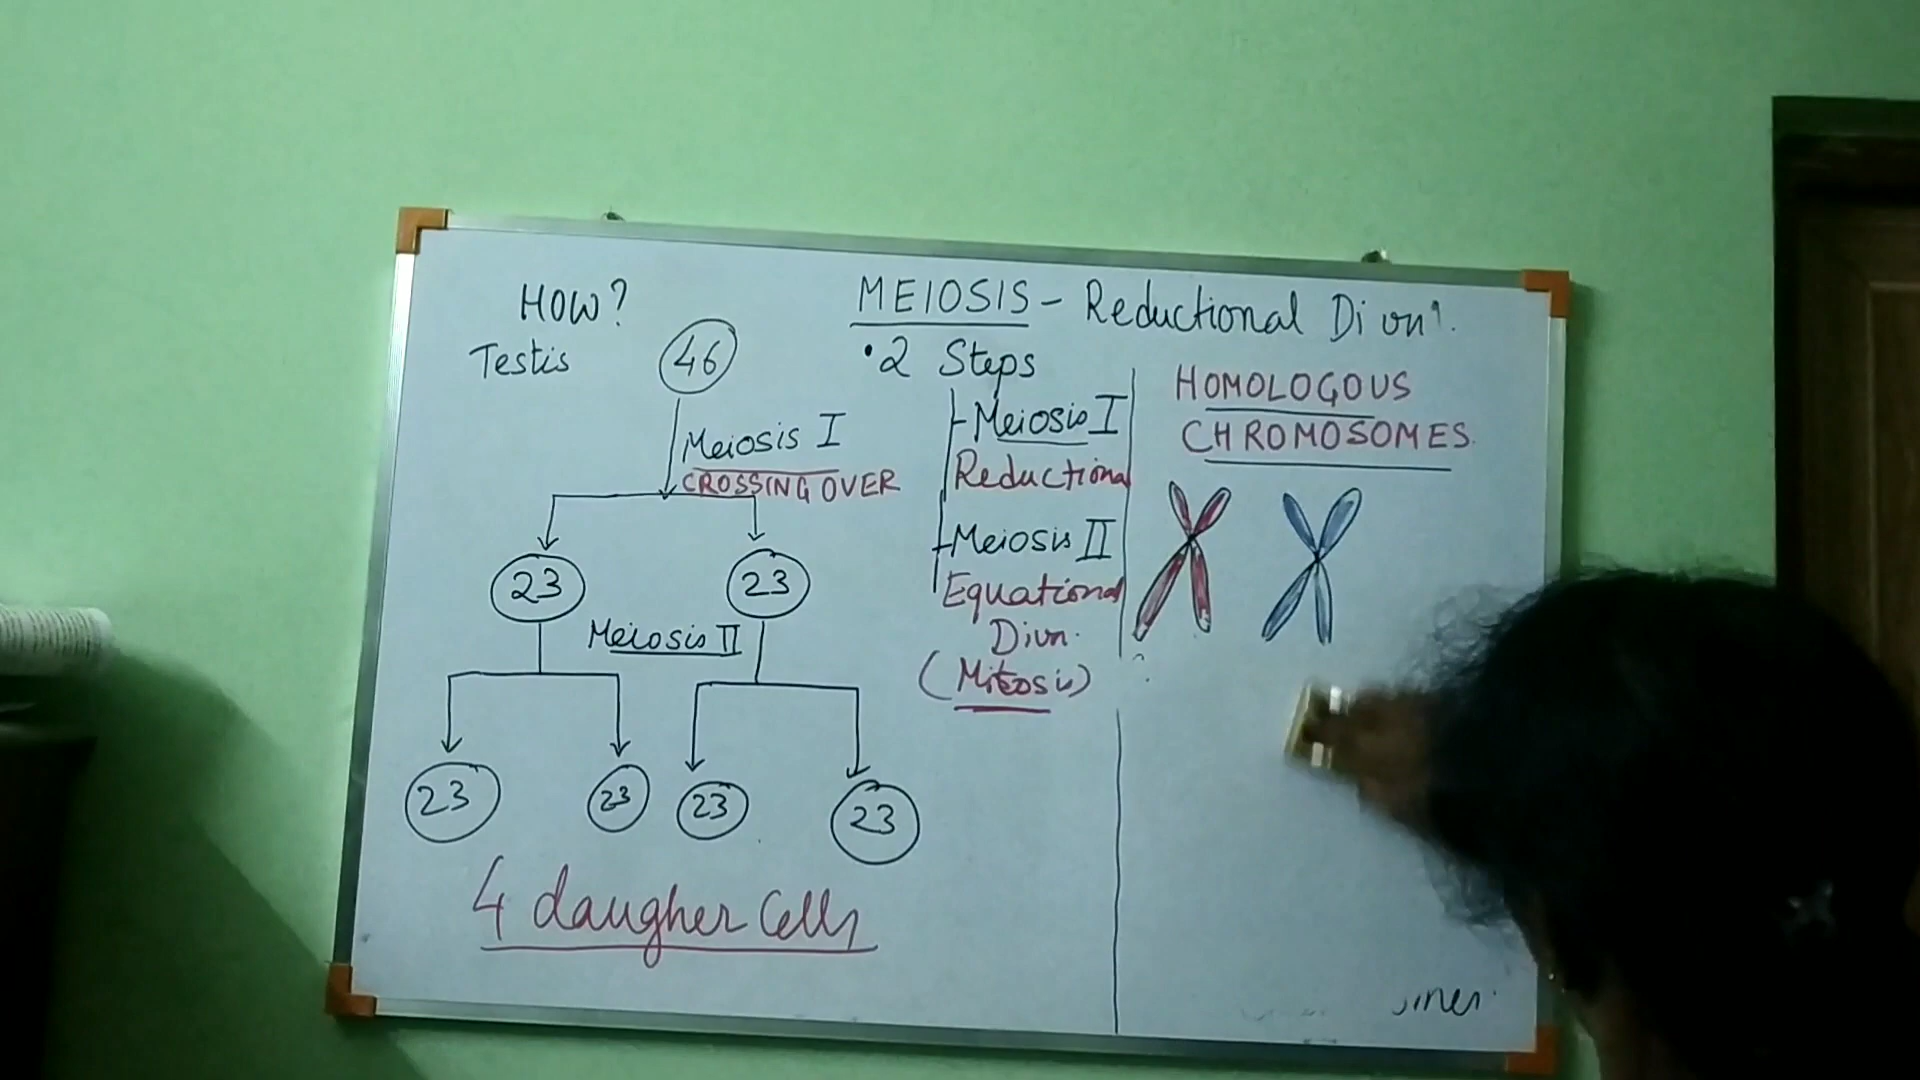 HOW?
Testis
46
Meiosis I
CROSSING OVER
23
23
Meiosis II
23
23
23
23
4 daugher Cells
MEIOSIS - Reductional Divn.
• 2 Steps
Meiosis I
Reductional
Meiosis II
Equational
Divn.
(Mitosis)
HOMOLOGOUS
CHROMOSOMES.